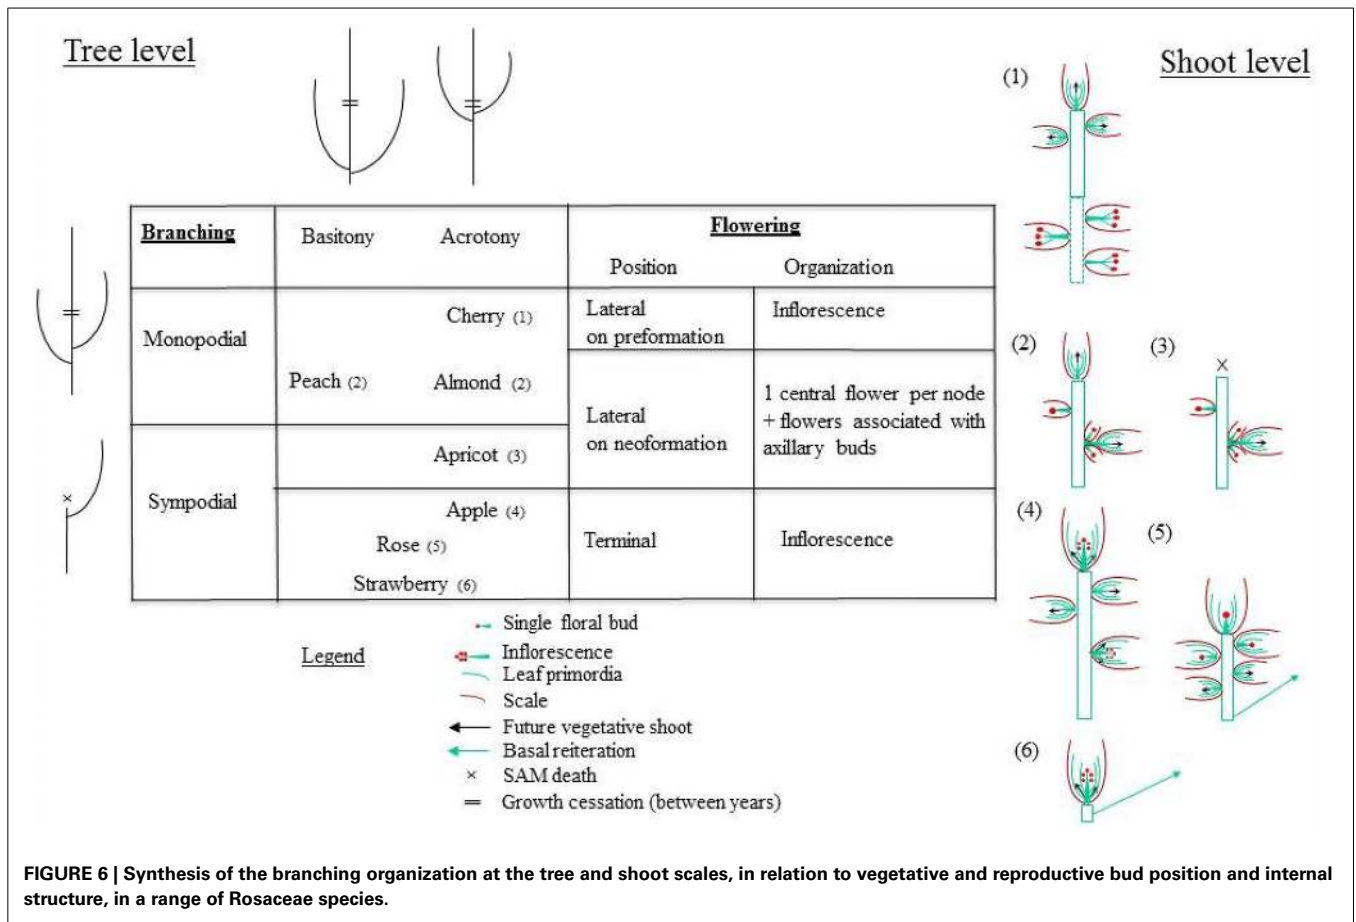 Tree level
Shoot level
Branching
Basitony
Acrotony
Flowering
Position
Organization
Monopodial
Cherry (1)
Lateral
on preformation
Inflorescence
Peach (2)
Almond (2)
Lateral
on neoformation
1 central flower per node
+ flowers associated with
axillary buds
Sympodial
Apricot (3)
Apple (4)
Rose (5)
Strawberry (6)
Terminal
Inflorescence
Legend
Single floral bud
Inflorescence
Leaf primordia
Scale
Future vegetative shoot
Basal reiteration
SAM death
Growth cessation (between years)
(1)
(2)
(3)
(4)
(5)
(6)
FIGURE 6 | Synthesis of the branching organization at the tree and shoot scales, in relation to vegetative and reproductive bud position and internal
structure, in a range of Rosaceae species.